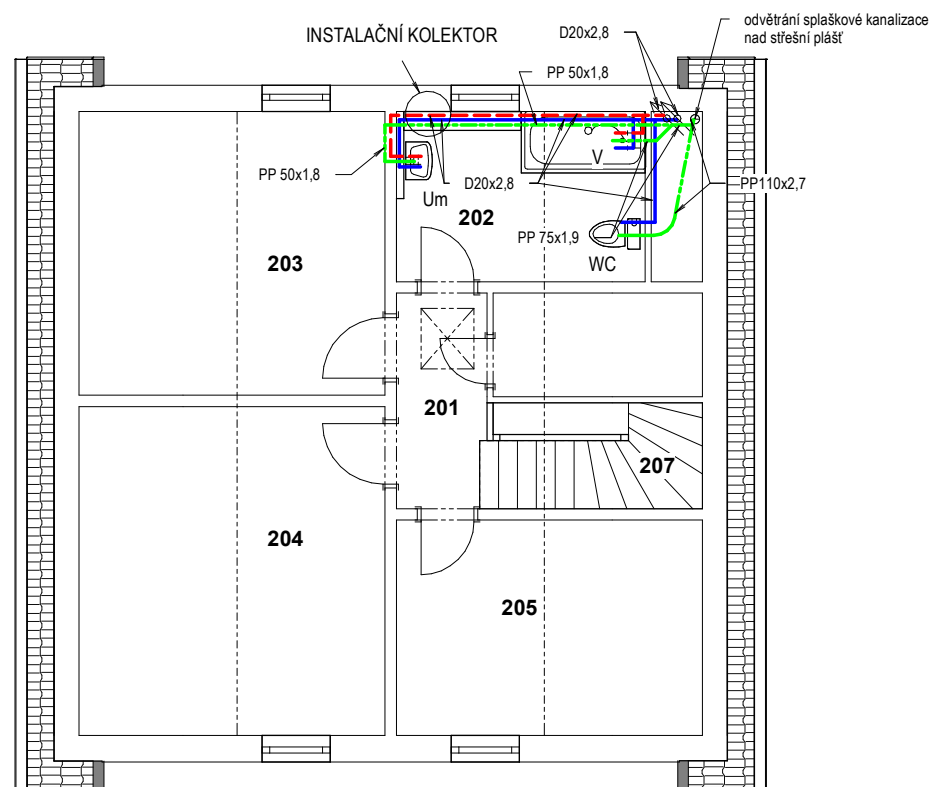 odvětrání splaškové kanalizace
nad střešní plášť
INSTALAČNÍ KOLEKTOR
D20x2,8
PP 50x1,8
V
PP 50x1,8
D20x2,8
PP110x2,7
Um
202
PP 75x1,9
203
WC
201
207
204
205